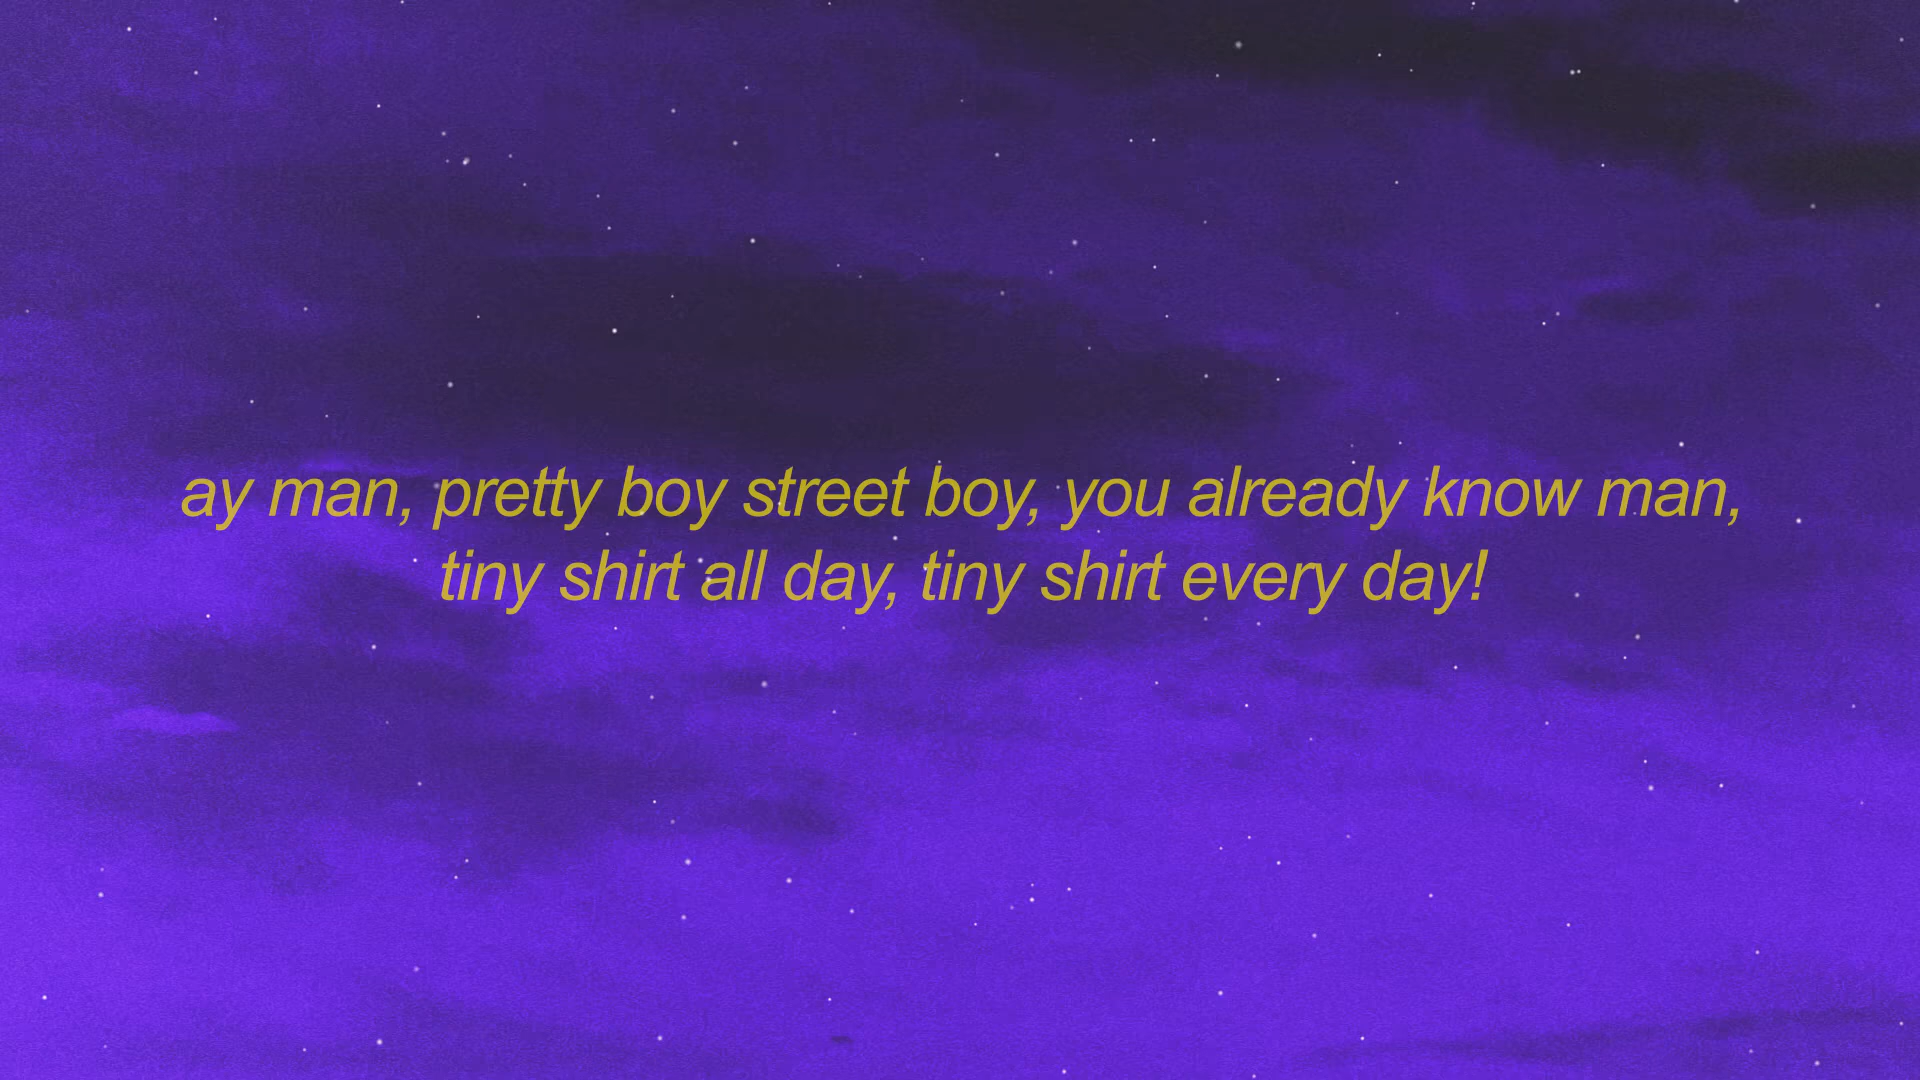 ay man, pretty boy street boy, you already know man,
tiny shirt all day, tiny shirt every day!